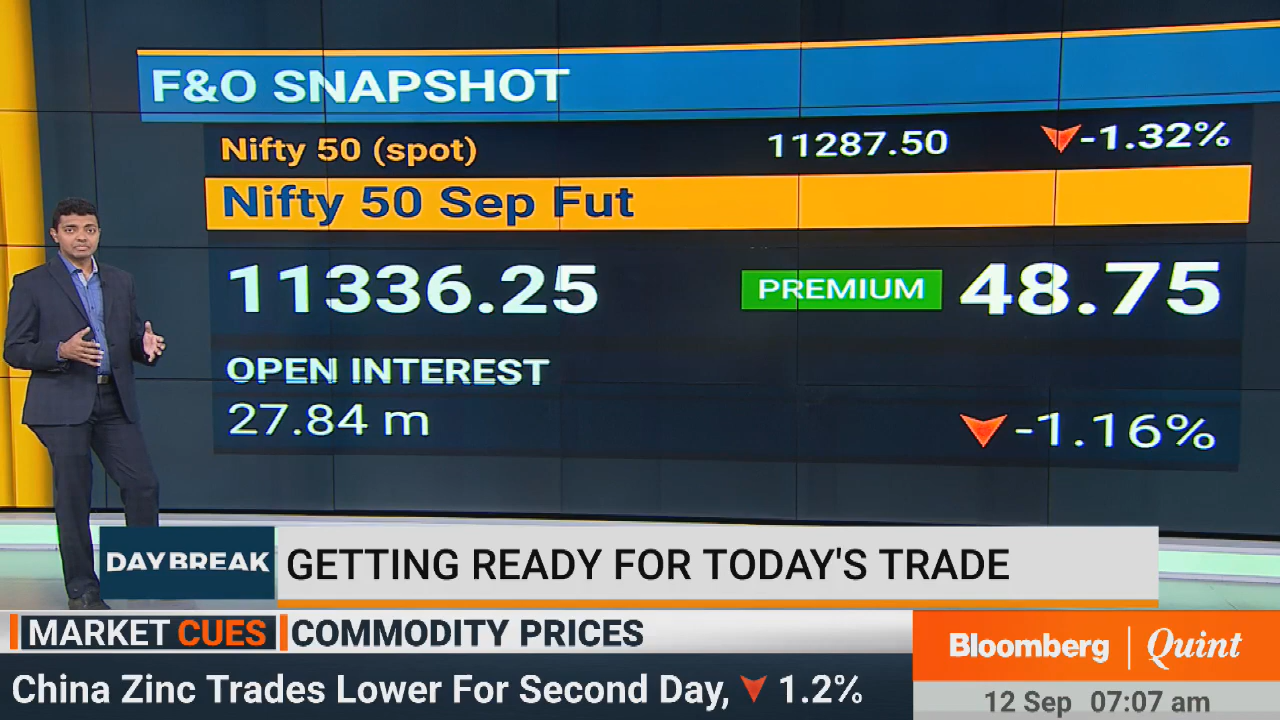 F&O SNAPSHOT
Nifty 50 (spot) 11287.50 -1.32%
Nifty 50 Sep Fut
11336.25 PREMIUM 48.75
OPEN INTEREST
27.84 m -1.16%
DAYBREAK GETTING READY FOR TODAY'S TRADE
MARKET CUES COMMODITY PRICES
China Zinc Trades Lower For Second Day, 1.2%
Bloomberg | Quint
12 Sep 07:07 am